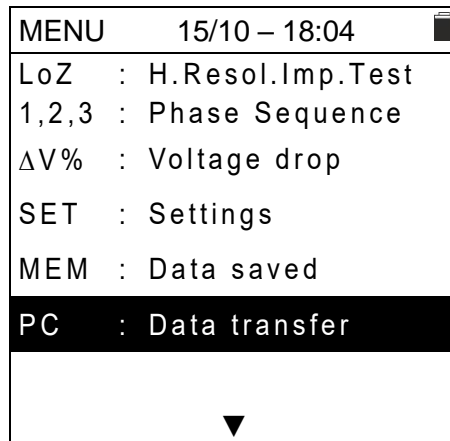 MENU 15/10 – 18:04
LoZ : H.Resol.Imp.Test
1,2,3 : Phase Sequence
ΔV% : Voltage drop
SET : Settings
MEM : Data saved
PC : Data transfer
▼